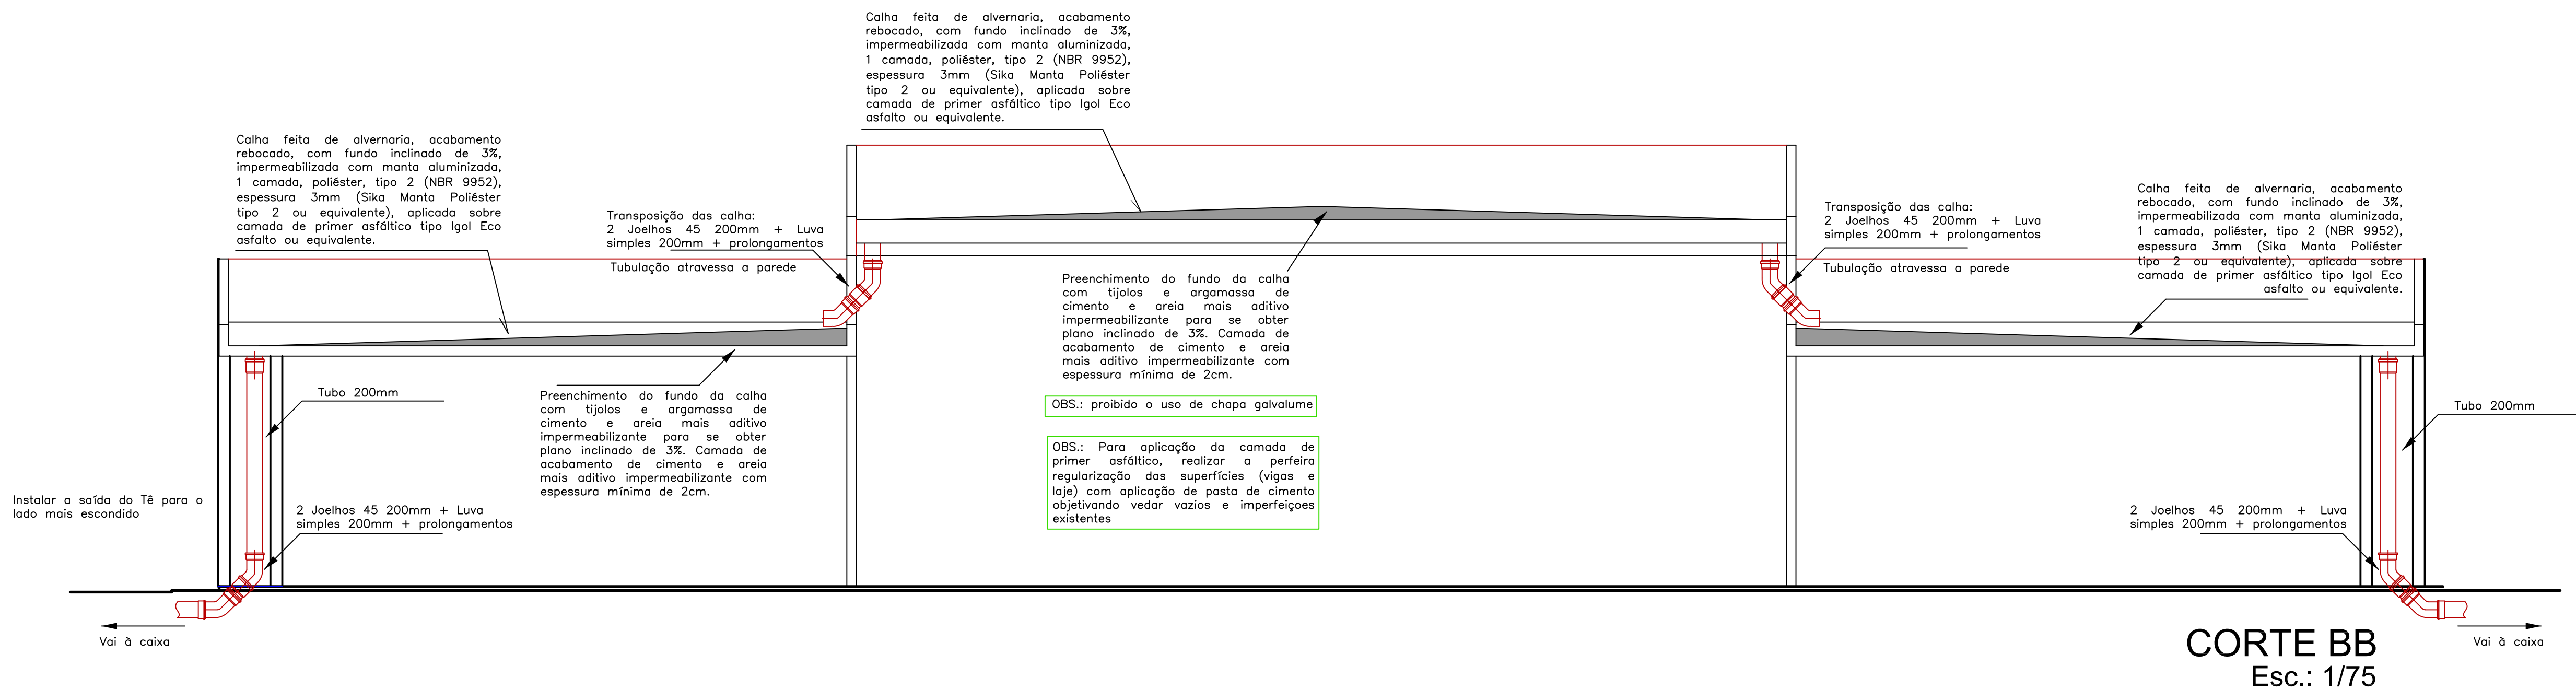 Calha feita de alvernaria, acabamento
rebocado, com fundo inclinado de 3%,
impermeabilizada com manta aluminizada,
1 camada, poliéster, tipo 2 (NBR 9952),
espessura 3mm (Sika Manta Poliéster
tipo 2 ou equivalente), aplicada sobre
camada de primer asfáltico tipo Igol Eco
asfalto ou equivalente.
Calha feita de alvernaria, acabamento
rebocado, com fundo inclinado de 3%,
impermeabilizada com manta aluminizada,
1 camada, poliéster, tipo 2 (NBR 9952),
espessura 3mm (Sika Manta Poliéster
tipo 2 ou equivalente), aplicada sobre
camada de primer asfáltico tipo Igol Eco
asfalto ou equivalente.
Transposição das calha:
2 Joelhos 45 200mm + Luva
simples 200mm + prolongamentos
Tubulação atravessa a parede
Transposição das calha:
2 Joelhos 45 200mm + Luva
simples 200mm + prolongamentos
Tubulação atravessa a parede
Calha feita de alvernaria, acabamento
rebocado, com fundo inclinado de 3%,
impermeabilizada com manta aluminizada,
1 camada, poliéster, tipo 2 (NBR 9952),
espessura 3mm (Sika Manta Poliéster
tipo 2 ou equivalente), aplicada sobre
camada de primer asfáltico tipo Igol Eco
asfalto ou equivalente.
Preenchimento do fundo da calha
com tijolos e argamassa de
cimento e areia mais aditivo
impermeabilizante para se obter
plano inclinado de 3%. Camada de
acabamento de cimento e areia
mais aditivo impermeabilizante com
espessura mínima de 2cm.
Tubo 200mm
Preenchimento do fundo da calha
com tijolos e argamassa de
cimento e areia mais aditivo
impermeabilizante para se obter
plano inclinado de 3%. Camada de
acabamento de cimento e areia
mais aditivo impermeabilizante com
espessura mínima de 2cm.
OBS.: proibido o uso de chapa galvalume
Tubo 200mm
OBS.: Para aplicação da camada de
primer asfáltico, realizar a perfeira
regularização das superfícies (vigas e
laje) com aplicação de pasta de cimento
objetivando vedar vazios e imperfeiçoes
existentes
Instalar a saída do Tê para o
lado mais escondido
2 Joelhos 45 200mm + Luva
simples 200mm + prolongamentos
2 Joelhos 45 200mm + Luva
simples 200mm + prolongamentos
Vai à caixa
Vai à caixa
CORTE BB
Esc.: 1/75